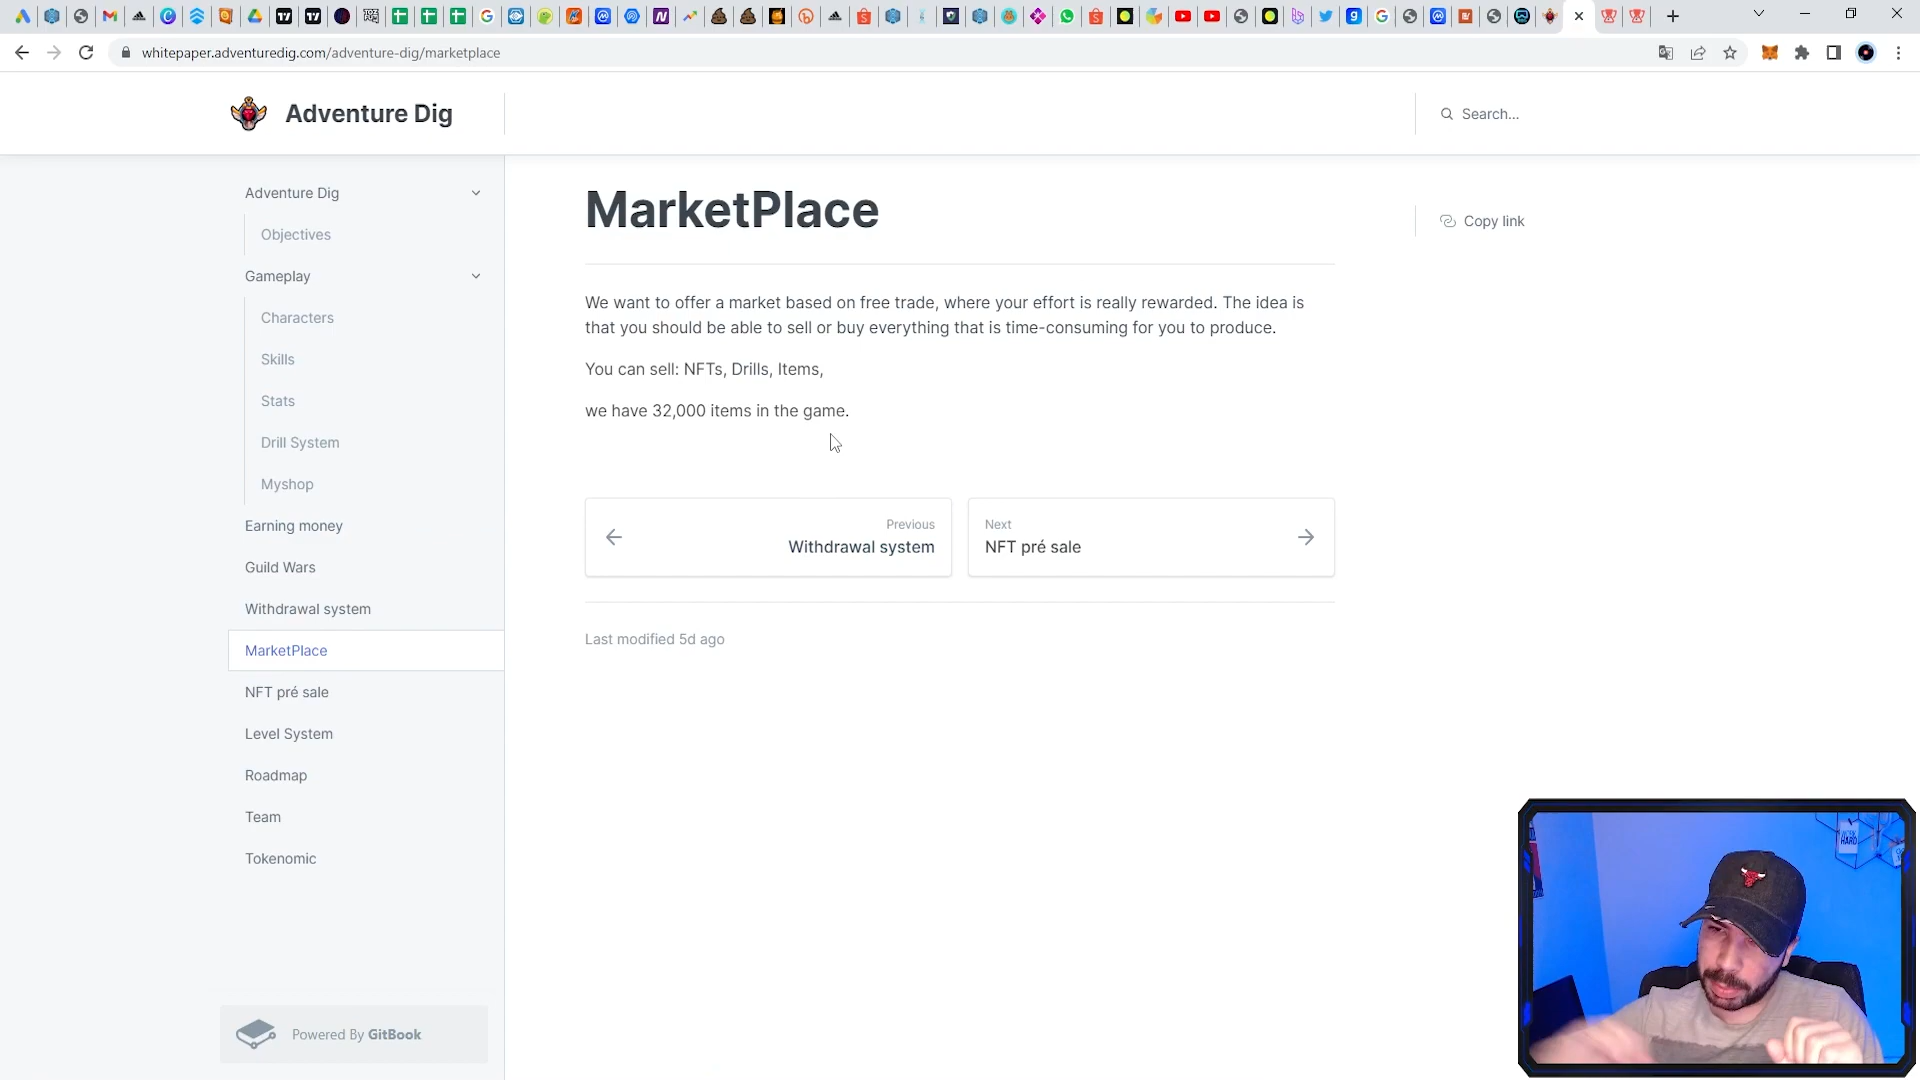 whitepaper.adventuredig.com/adventure-dig/marketplace
Adventure Dig
Search...
Adventure Dig
Objectives
Gameplay
Characters
Skills
Stats
Drill System
Myshop
Earning money
Guild Wars
Withdrawal system
MarketPlace
NFT pré sale
Level System
Roadmap
Team
Tokenomic
Powered By GitBook
MarketPlace
Copy link
We want to offer a market based on free trade, where your effort is really rewarded. The idea is
that you should be able to sell or buy everything that is time-consuming for you to produce.
You can sell: NFTs, Drills, Items,
we have 32,000 items in the game.
Previous
Withdrawal system
Next
NFT pré sale
Last modified 5d ago
WORK
HARD